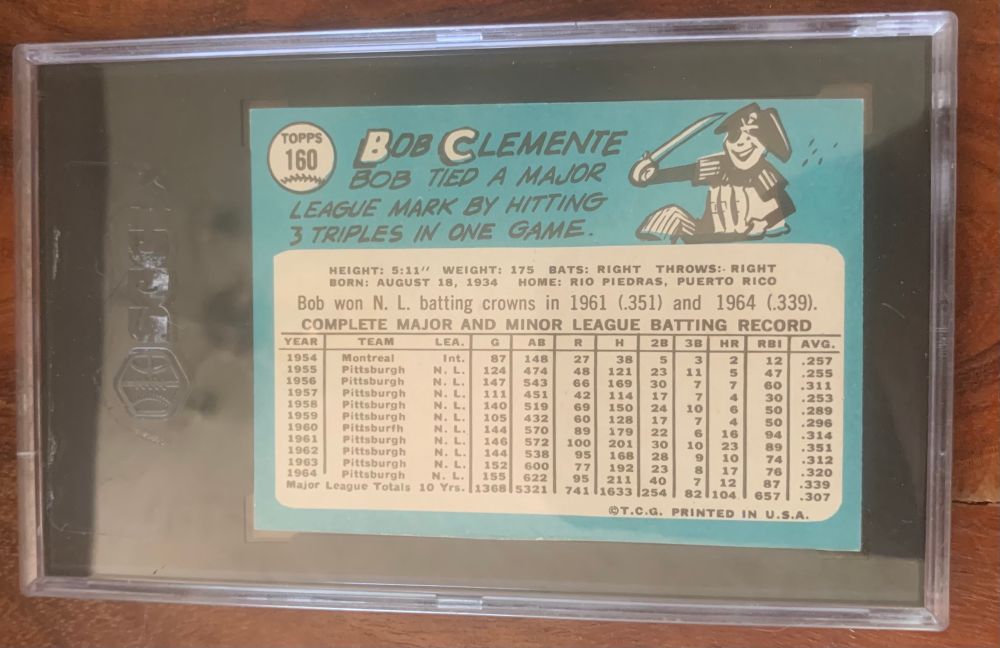 TOPPS
160
BOB CLEMENTE
BOB TIED A MAJOR
LEAGUE MARK BY HITTING
3 TRIPLES IN ONE GAME.
HEIGHT: 5:11" WEIGHT: 175 BATS: RIGHT THROWS: RIGHT
BORN: AUGUST 18, 1934 HOME: RIO PIEDRAS, PUERTO RICO
Bob won N. L. batting crowns in 1961 (.351) and 1964 (.339).
COMPLETE MAJOR AND MINOR LEAGUE BATTING RECORD
YEAR TEAM LEA. G AB R H 2B 3B HR RBI AVG.
1954 Montreal Int. 87 148 27 38 5 3 2 12 .257
1955 Pittsburgh N. L. 124 474 48 121 23 11 5 47 .255
1956 Pittsburgh N. L. 147 543 66 169 30 7 7 60 .311
1957 Pittsburgh N. L. 111 451 42 114 17 7 4 30 .253
1958 Pittsburgh N. L. 140 519 69 150 24 10 6 50 .289
1959 Pittsburgh N. L. 105 432 60 128 17 7 4 50 .296
1960 Pittsburfh N. L. 144 570 89 179 22 6 16 94 .314
1961 Pittsburgh N. L. 146 572 100 201 30 10 23 89 .351
1962 Pittsburgh N. L. 144 538 95 168 28 9 10 74 .312
1963 Pittsburgh N. L. 152 600 77 192 23 8 17 76 .320
1964 Pittsburgh N. L. 155 622 95 211 40 7 12 87 .339
Major League Totals 10 Yrs. 1368 5321 741 1633 254 82 104 657 .307
©T.C.G. PRINTED IN U.S.A.
SGC